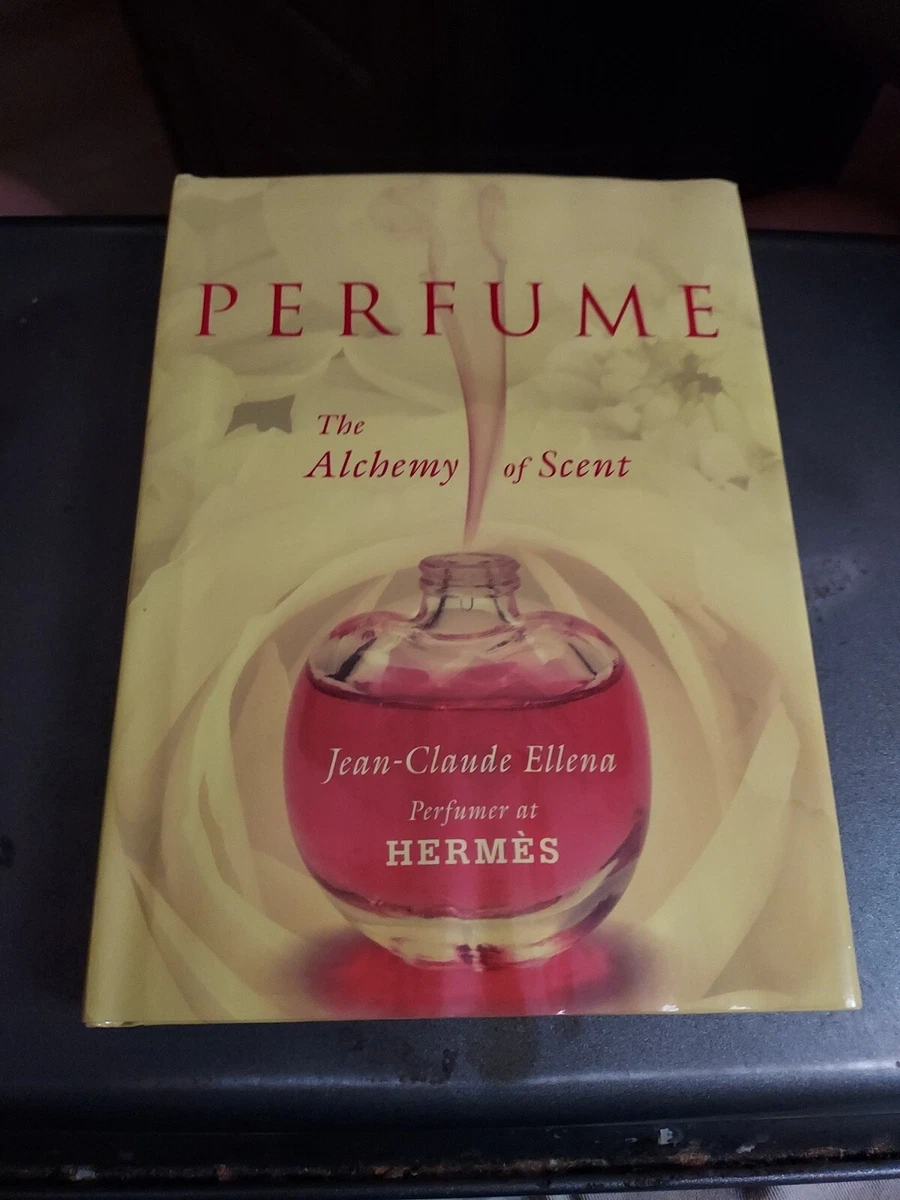 PERFUME
The
Alchemy of Scent
Jean-Claude Ellena
Perfumer at
HERMÈS